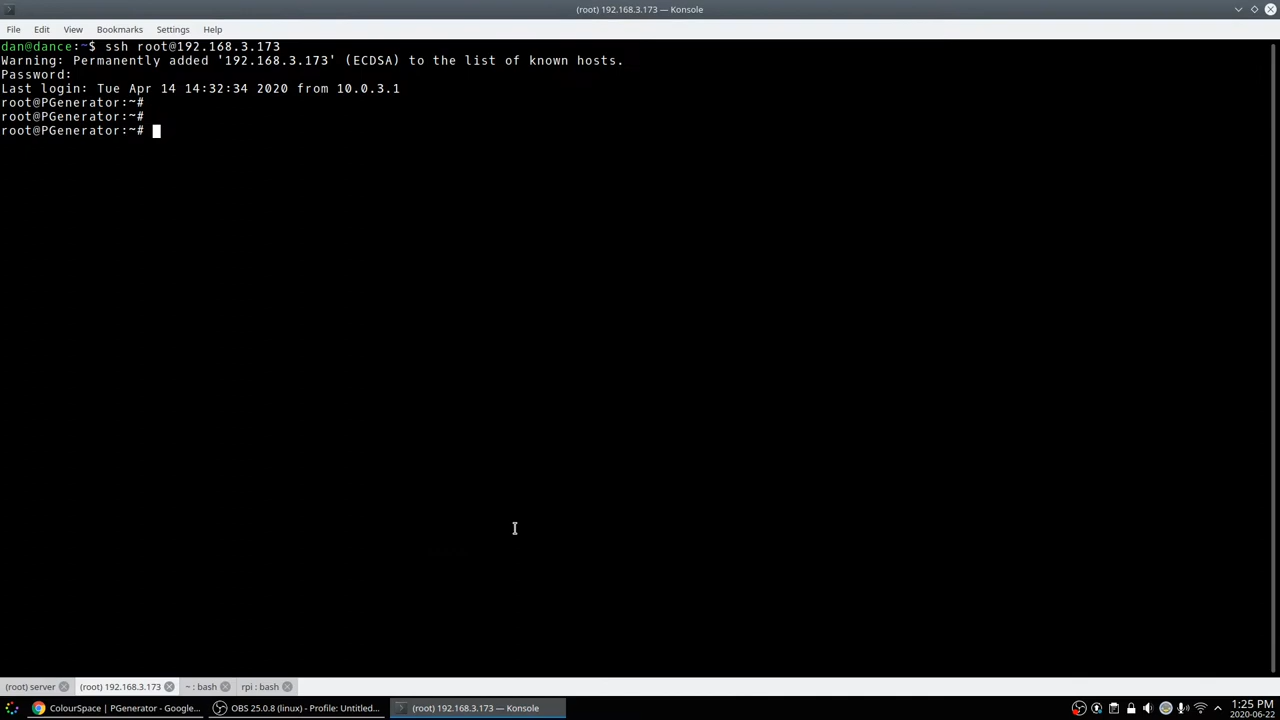 (root) 192.168.3.173 — Konsole
File Edit View Bookmarks Settings Help
dan@dance:~$ ssh root@192.168.3.173
Warning: Permanently added '192.168.3.173' (ECDSA) to the list of known hosts.
Password:
Last login: Tue Apr 14 14:32:34 2020 from 10.0.3.1
root@PGenerator:~#
root@PGenerator:~#
root@PGenerator:~#
(root) server (root) 192.168.3.173 ~ : bash rpi : bash
ColourSpace | PGenerator - Google... OBS 25.0.8 (linux) - Profile: Untitled... (root) 192.168.3.173 — Konsole 1:25 PM
2020-06-22